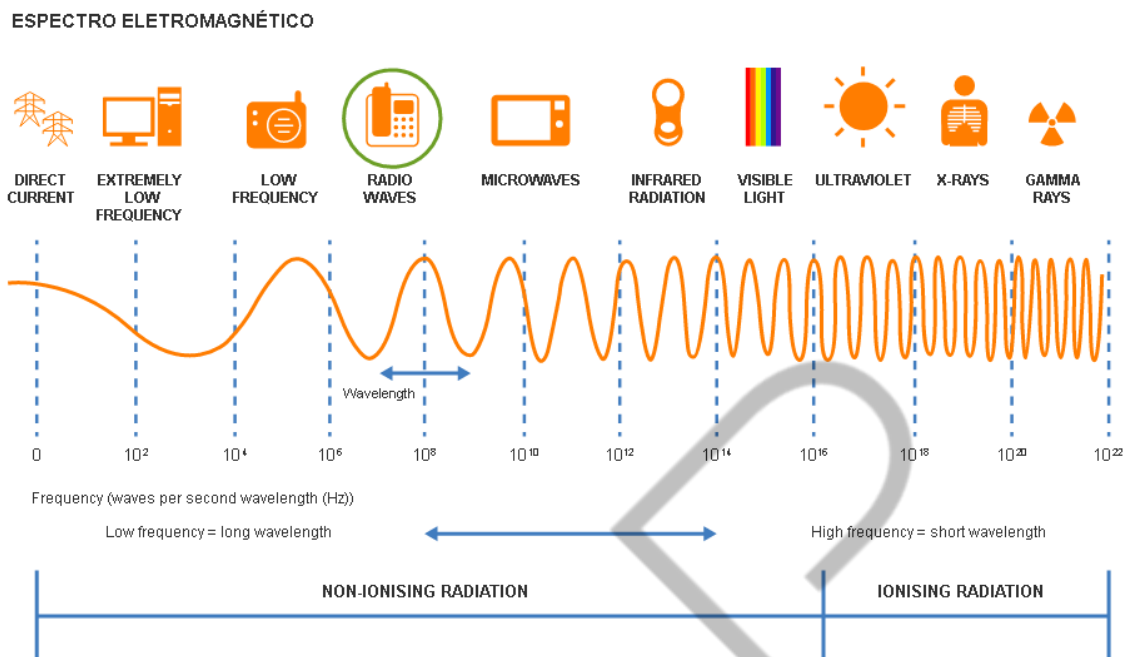 ESPECTRO ELETROMAGNÉTICO
DIRECT
CURRENT
EXTREMELY
LOW
FREQUENCY
LOW
FREQUENCY
RADIO
WAVES
MICROWAVES
INFRARED
RADIATION
VISIBLE
LIGHT
ULTRAVIOLET
X-RAYS
GAMMA
RAYS
Wavelength
0 10² 10⁴ 10⁶ 10⁸ 10¹⁰ 10¹² 10¹⁴ 10¹⁶ 10¹⁸ 10²⁰ 10²²
Frequency (waves per second wavelength (Hz))
Low frequency = long wavelength
High frequency = short wavelength
NON-IONISING RADIATION
IONISING RADIATION